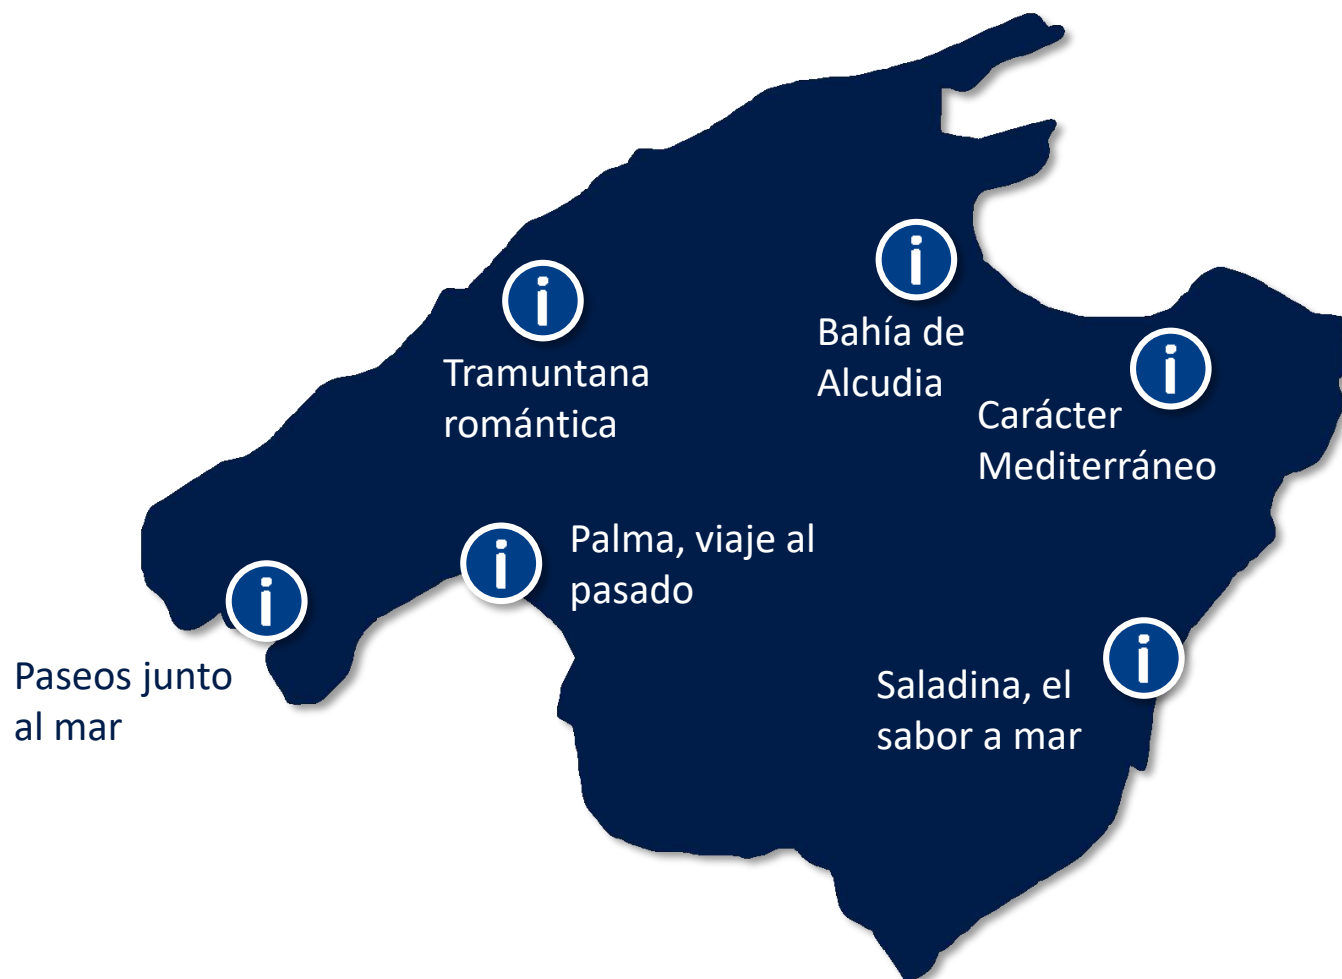 i
Tramuntana
romántica
i
Bahía de
Alcudia
i
Carácter
Mediterráneo
i
Palma, viaje al
pasado
i
Paseos junto
al mar
i
Saladina, el
sabor a mar